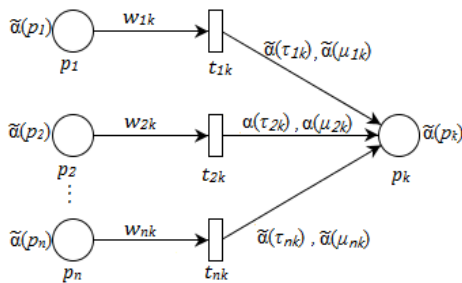 α̃(p₁) w₁ₖ
p₁ t₁ₖ α̃(τ₁ₖ) , α̃(μ₁ₖ)
α̃(p₂) w₂ₖ α(τ₂ₖ) , α(μ₂ₖ) α̃(pₖ)
p₂ t₂ₖ pₖ
⋮
α̃(pₙ) wₙₖ α̃(τₙₖ) , α̃(μₙₖ)
pₙ tₙₖ